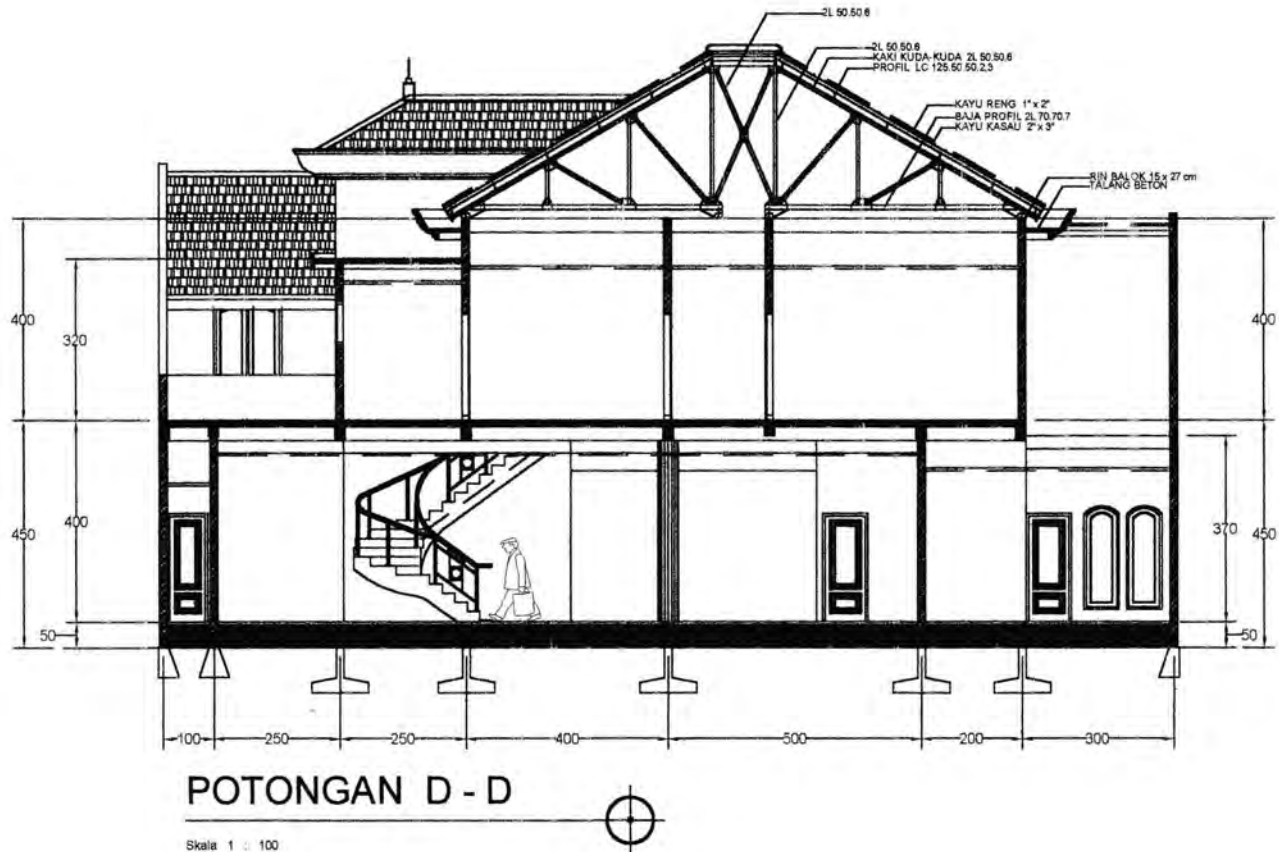 2L 50.50.6
2L 50.50.6
KAKI KUDA-KUDA 2L 50.50.6
PROFIL LC 125.50.50.2,3
KAYU RENG 1" x 2"
BAJA PROFIL 2L 70.70.7
KAYU KASAU 2" x 3"
RIN BALOK 15 x 27 cm
TALANG BETON
400
320
400
450
400
370
450
50
50
100
250
250
400
500
200
300
POTONGAN D - D
Skala 1 : 100